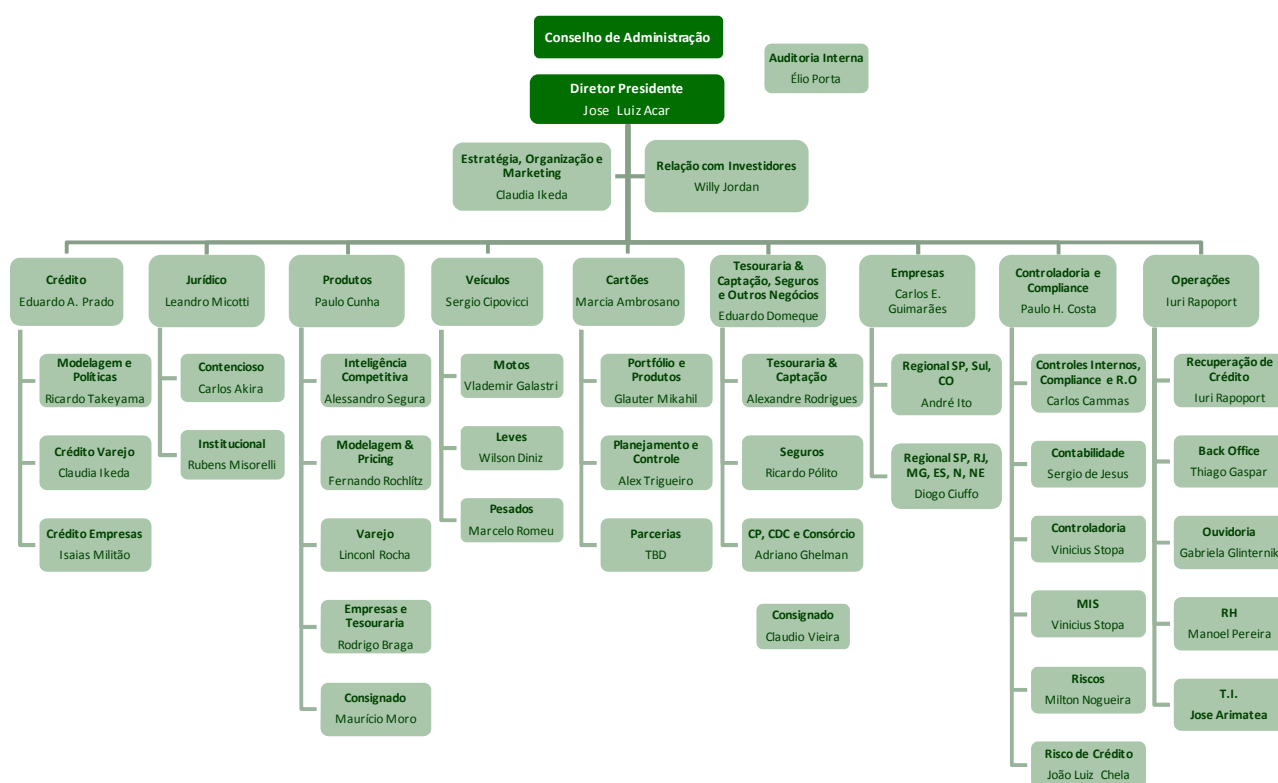 Conselho de Administração
Auditoria Interna
Élio Porta
Diretor Presidente
Jose Luiz Acar
Estratégia, Organização e
Marketing
Claudia Ikeda
Relação com Investidores
Willy Jordan
Crédito
Eduardo A. Prado
Jurídico
Leandro Micotti
Produtos
Paulo Cunha
Veículos
Sergio Cipovicci
Cartões
Marcia Ambrosano
Tesouraria &
Captação, Seguros
e Outros Negócios
Eduardo Domeque
Empresas
Carlos E.
Guimarães
Controladoria e
Compliance
Paulo H. Costa
Operações
Iuri Rapoport
Modelagem e
Políticas
Ricardo Takeyama
Crédito Varejo
Claudia Ikeda
Crédito Empresas
Isaias Militão
Contencioso
Carlos Akira
Institucional
Rubens Misorelli
Inteligência
Competitiva
Alessandro Segura
Modelagem &
Pricing
Fernando Rochlítz
Varejo
Linconl Rocha
Empresas e
Tesouraria
Rodrigo Braga
Consignado
Maurício Moro
Motos
Vlademir Galastri
Leves
Wilson Diniz
Pesados
Marcelo Romeu
Portfólio e
Produtos
Glauter Mikahil
Planejamento e
Controle
Alex Trigueiro
Parcerias
TBD
Tesouraria &
Captação
Alexandre Rodrigues
Seguros
Ricardo Pólito
CP, CDC e Consórcio
Adriano Ghelman
Consignado
Claudio Vieira
Regional SP, Sul,
CO
André Ito
Regional SP, RJ,
MG, ES, N, NE
Diogo Ciuffo
Controles Internos,
Compliance e R.O
Carlos Cammas
Contabilidade
Sergio de Jesus
Controladoria
Vinicius Stopa
MIS
Vinicius Stopa
Riscos
Milton Nogueira
Risco de Crédito
João Luiz Chela
Recuperação de
Crédito
Iuri Rapoport
Back Office
Thiago Gaspar
Ouvidoria
Gabriela Glinternik
RH
Manoel Pereira
T.I.
Jose Arimatea